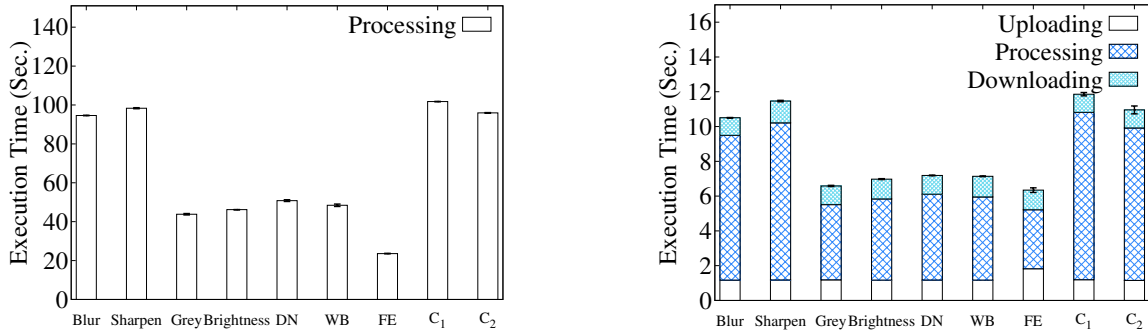 Execution Time (Sec.)
140
120
100
80
60
40
20
0
Processing
Blur Sharpen Grey Brightness DN WB FE C₁ C₂
Execution Time (Sec.)
16
14
12
10
8
6
4
2
0
Uploading
Processing
Downloading
Blur Sharpen Grey Brightness DN WB FE C₁ C₂